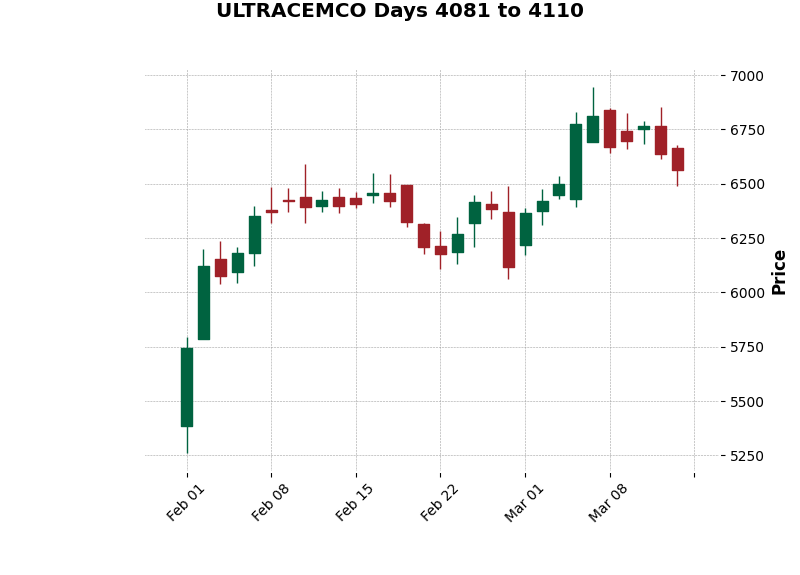 ULTRACEMCO Days 4081 to 4110
7000
6750
6500
6250
6000
5750
5500
5250
Price
Feb 01
Feb 08
Feb 15
Feb 22
Mar 01
Mar 08